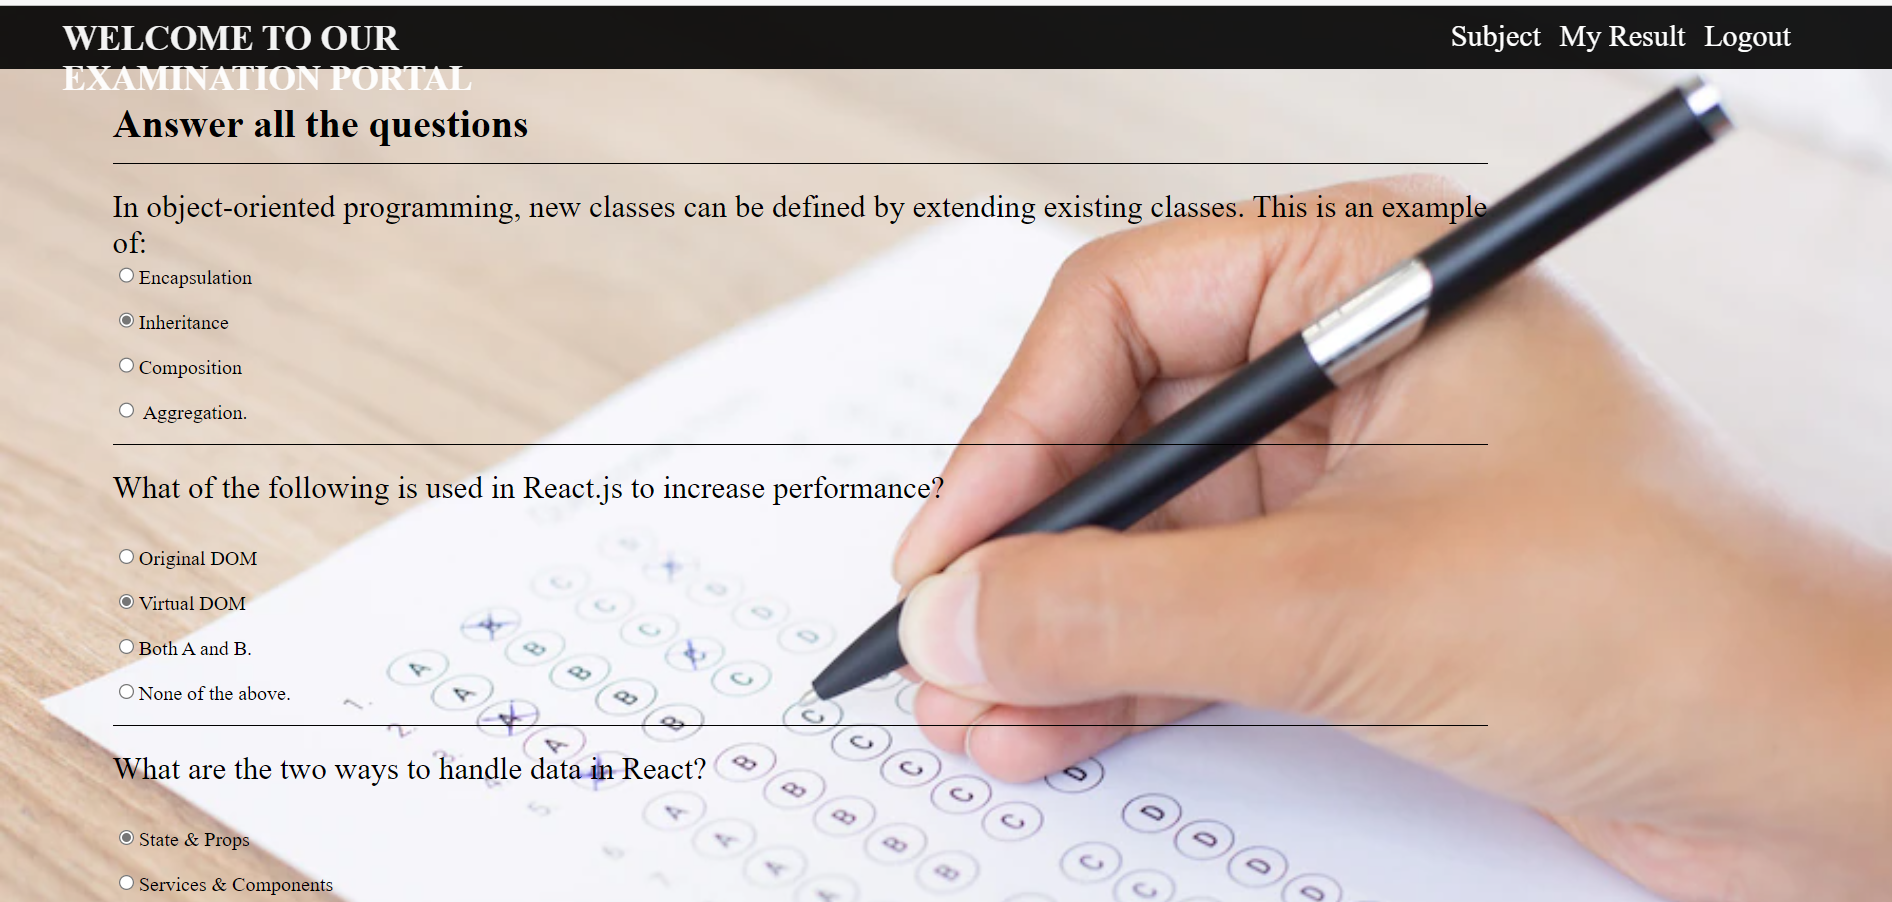 WELCOME TO OUR
EXAMINATION PORTAL
Subject My Result Logout
Answer all the questions
In object-oriented programming, new classes can be defined by extending existing classes. This is an example
of:
Encapsulation
Inheritance
Composition
Aggregation.
What of the following is used in React.js to increase performance?
Original DOM
Virtual DOM
Both A and B.
None of the above.
What are the two ways to handle data in React?
State & Props
Services & Components